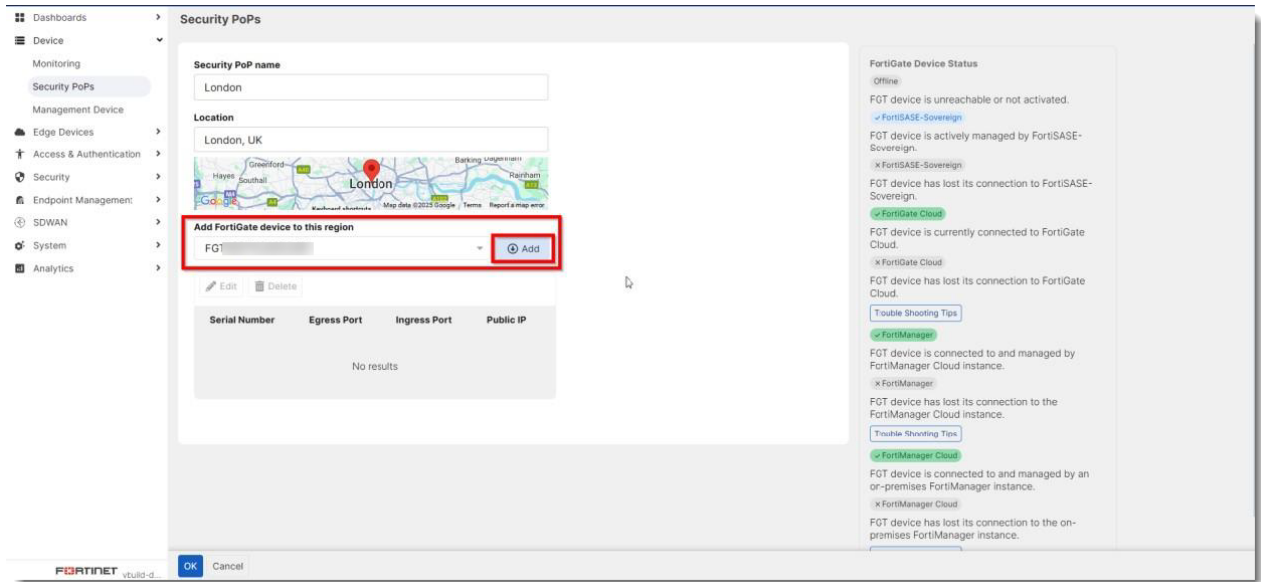 Dashboards
Device
Monitoring
Security PoPs
Management Device
Edge Devices
Access & Authentication
Security
Endpoint Management
SDWAN
System
Analytics
FORTINET vbuild-d...
Security PoPs
Security PoP name
London
Location
London, UK
Greenford
Barking Dagenham
Hayes Southall
London
Rainham
Google
Keyboard shortcuts Map data ©2025 Google Terms Report a map error
Add FortiGate device to this region
FGT
Add
Edit Delete
Serial Number Egress Port Ingress Port Public IP
No results
OK Cancel
FortiGate Device Status
Offline
FGT device is unreachable or not activated.
FortiSASE-Sovereign
FGT device is actively managed by FortiSASE-
Sovereign.
FortiSASE-Sovereign
FGT device has lost its connection to FortiSASE-
Sovereign.
FortiGate Cloud
FGT device is currently connected to FortiGate
Cloud.
FortiGate Cloud
FGT device has lost its connection to FortiGate
Cloud.
Trouble Shooting Tips
FortiManager
FGT device is connected to and managed by
FortiManager Cloud instance.
FortiManager
FGT device has lost its connection to the
FortiManager Cloud instance.
Trouble Shooting Tips
FortiManager Cloud
FGT device is connected to and managed by an
on-premises FortiManager instance.
FortiManager Cloud
FGT device has lost its connection to the on-
premises FortiManager instance.